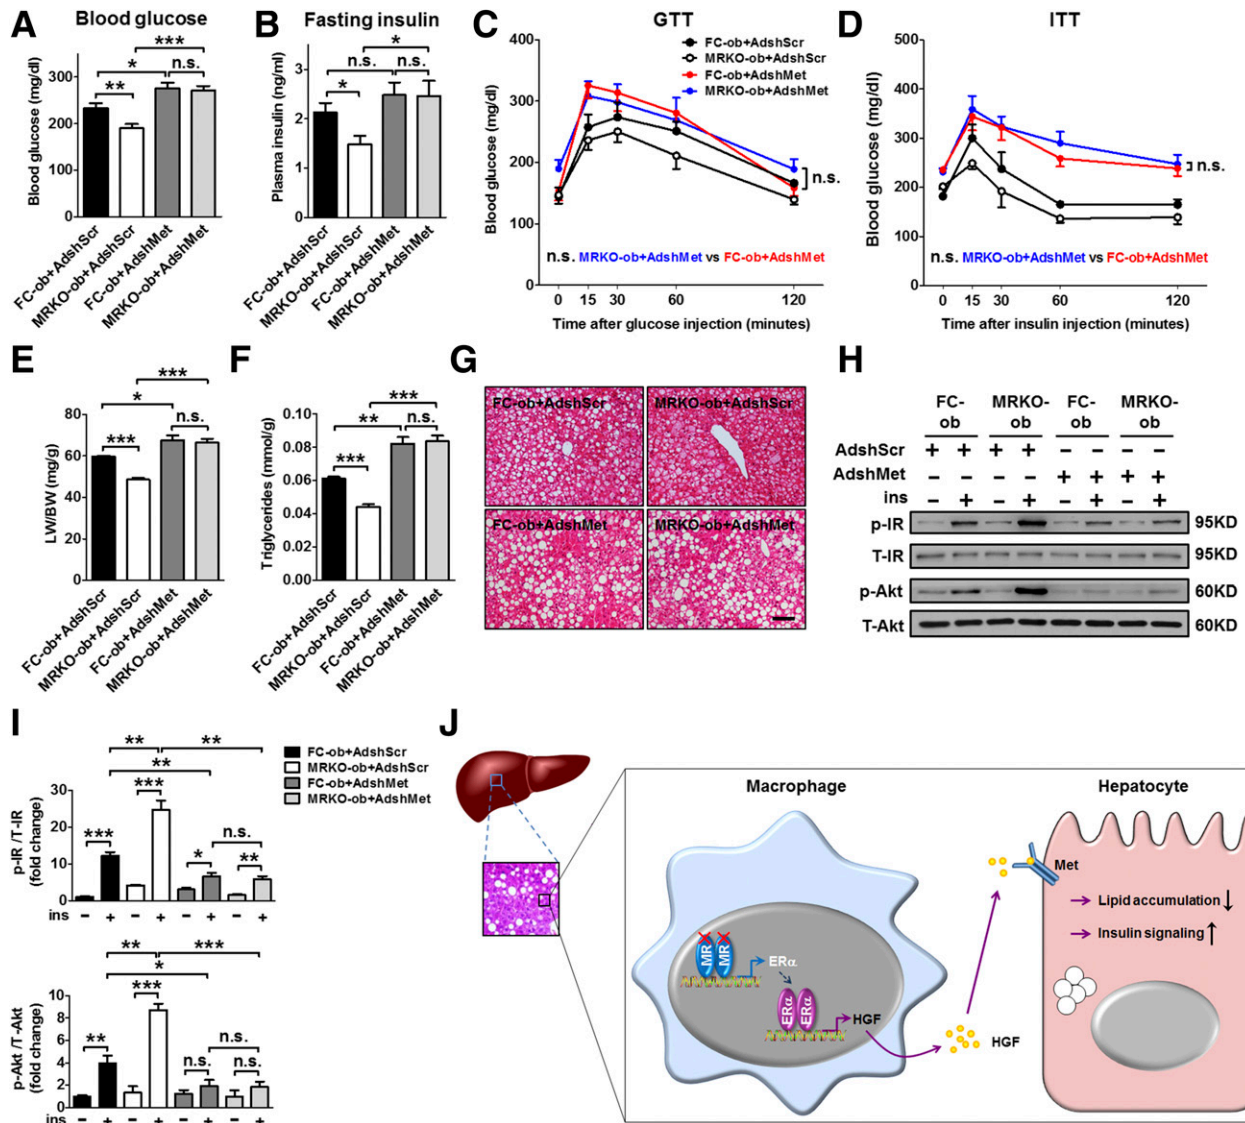 A
Blood glucose
Blood glucose (mg/dl)
300
200
100
0
***
*
n.s.
**
FC-ob+AdshScr
MRKO-ob+AdshScr
FC-ob+AdshMet
MRKO-ob+AdshMet
B
Fasting insulin
Plasma insulin (ng/ml)
3
2
1
0
*
n.s.
n.s.
*
FC-ob+AdshScr
MRKO-ob+AdshScr
FC-ob+AdshMet
MRKO-ob+AdshMet
C
GTT
Blood glucose (mg/dl)
400
300
200
100
0
FC-ob+AdshScr
MRKO-ob+AdshScr
FC-ob+AdshMet
MRKO-ob+AdshMet
n.s.
n.s. MRKO-ob+AdshMet vs FC-ob+AdshMet
0 15 30 60 120
Time after glucose injection (minutes)
D
ITT
Blood glucose (mg/dl)
500
400
300
200
100
0
n.s.
n.s. MRKO-ob+AdshMet vs FC-ob+AdshMet
0 15 30 60 120
Time after insulin injection (minutes)
E
LW/BW (mg/g)
80
60
40
20
0
***
*
n.s.
***
FC-ob+AdshScr
MRKO-ob+AdshScr
FC-ob+AdshMet
MRKO-ob+AdshMet
F
Triglycerides (mmol/g)
0.10
0.08
0.06
0.04
0.02
0.00
***
**
n.s.
***
FC-ob+AdshScr
MRKO-ob+AdshScr
FC-ob+AdshMet
MRKO-ob+AdshMet
G
FC-ob+AdshScr
MRKO-ob+AdshScr
FC-ob+AdshMet
MRKO-ob+AdshMet
H
FC- MRKO- FC- MRKO-
ob ob ob ob
AdshScr + + + + - - - -
AdshMet - - - - + + + +
ins - + - + - + - +
p-IR 95KD
T-IR 95KD
p-Akt 60KD
T-Akt 60KD
I
FC-ob+AdshScr
MRKO-ob+AdshScr
FC-ob+AdshMet
MRKO-ob+AdshMet
p-IR /T-IR
(fold change)
30
20
10
0
** **
**
***
n.s.
***
*
**
ins - + - + - + - +
p-Akt /T-Akt
(fold change)
10
8
6
4
2
0
** ***
*
***
n.s.
**
n.s.
n.s.
ins - + - + - + - +
J
Macrophage
Hepatocyte
MR MR
ERα
ERα ERα
HGF
HGF
Met
Lipid accumulation ↓
Insulin signaling ↑